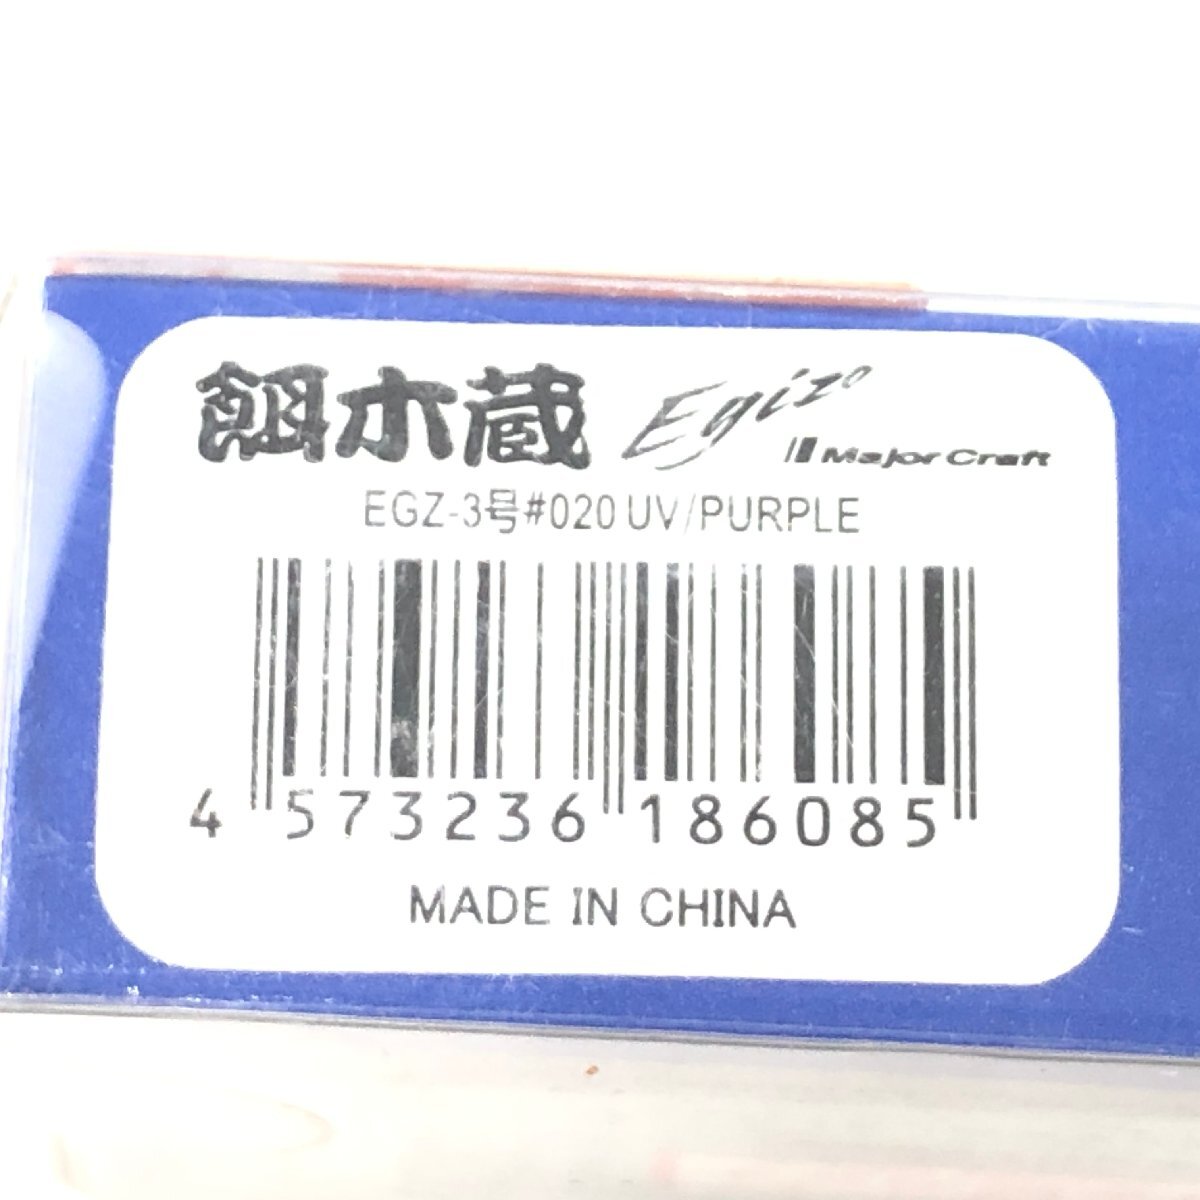 餌木蔵 Egizo
Major Craft
EGZ-3号#020 UV/PURPLE
4 573236 186085
MADE IN CHINA